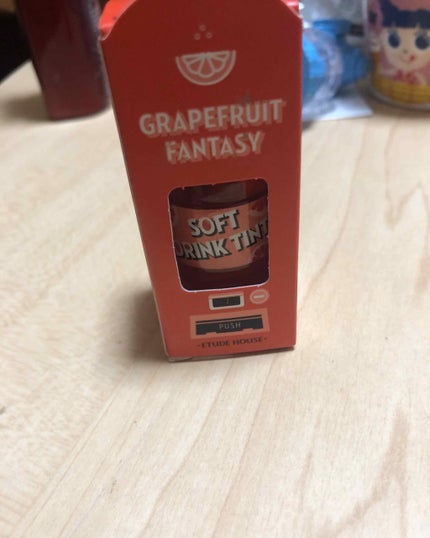 GRAPEFRUIT
FANTASY
SOFT
DRINK TINT
PUSH
-ETUDE HOUSE-